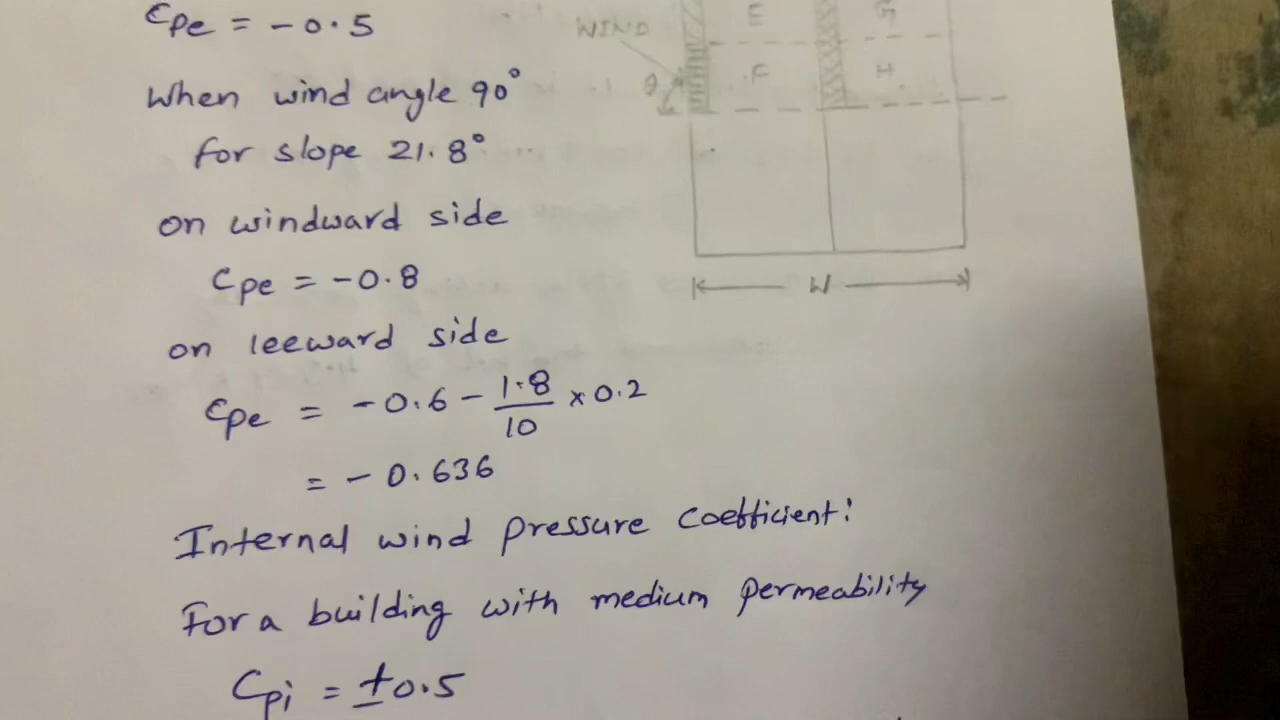 Cpe = -0.5
When wind angle 90°
for slope 21.8°
on windward side
Cpe = -0.8
on leeward side
Cpe = -0.6 - 1.8/10 x 0.2
= -0.636
Internal wind pressure coefficient:
For a building with medium permeability
Cpi = ±0.5
WIND
θ
E
G
F
H
W